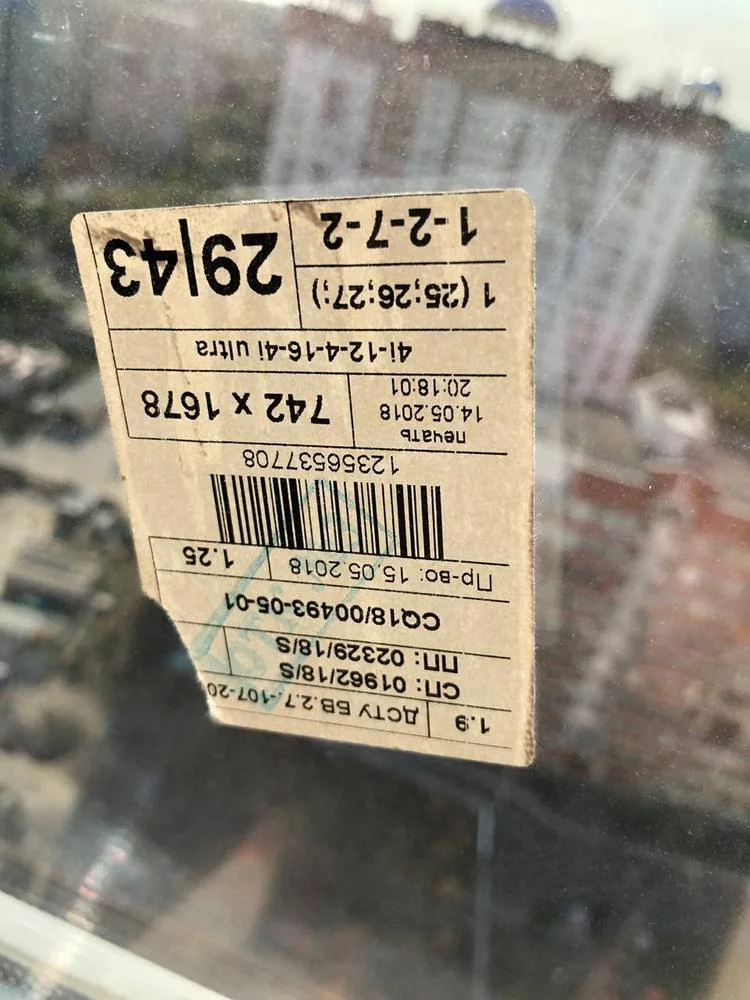 1.9 ДСТУ БВ.2.7.-107-20
СП: 01962/18/S
ПП: 02329/18/S
CQ18/00493-05-01
Пр-во: 15.05.2018 1.25
12356537708
печать
14.05.2018
20:18:01
742 x 1678
4i-12-4-16-4i ultra
1 (25;26;27;)
1-2-7-2
29|43